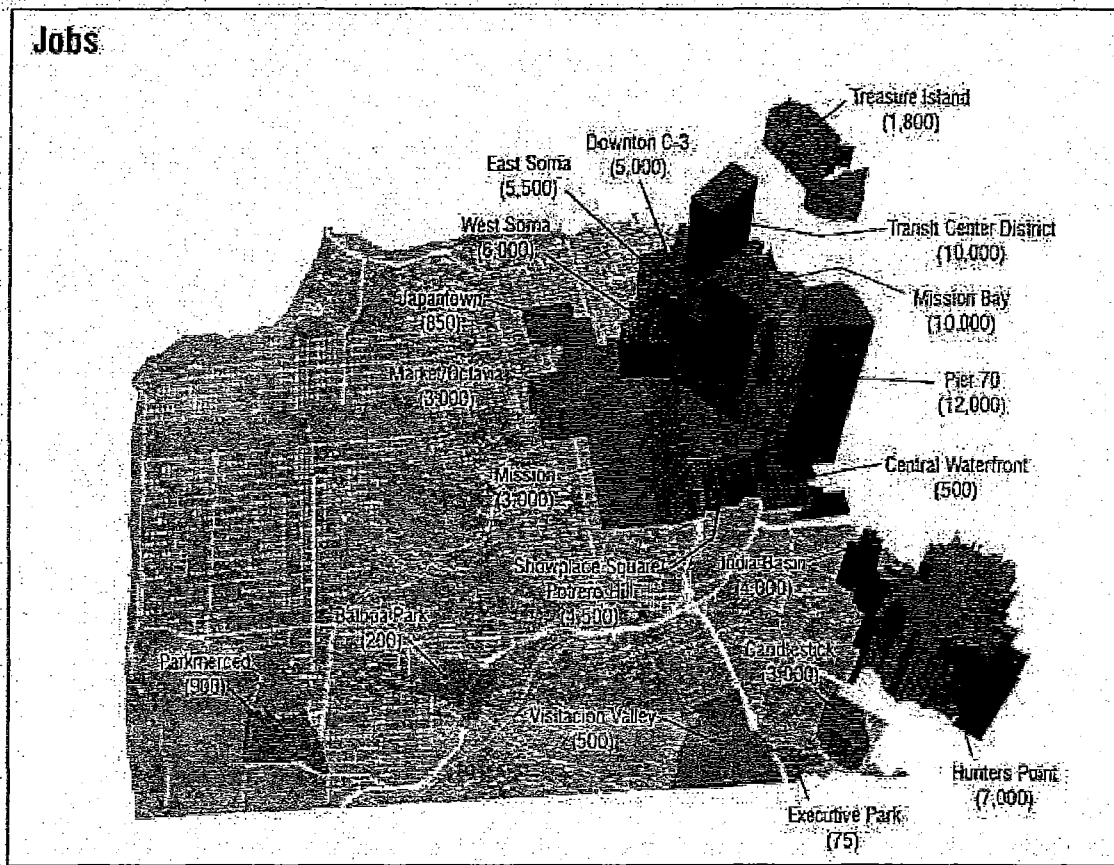 Jobs
Treasure Island
(1,800)
Downton C-3
(5,000)
East Soma
(5,500)
West Soma
(6,000)
Transit Center District
(10,000)
Japantown
(850)
Mission Bay
(10,000)
Market/Octavia
(3,000)
Pier 70
(12,000)
Central Waterfront
(500)
Mission
(3,000)
Showplace Square/
Potrero Hill
India Basin
(4,000)
Balboa Park
(200)
Candlestick
(3,000)
Parkmerced
(900)
Visitacion Valley
(500)
Hunters Point
(7,000)
Executive Park
(75)